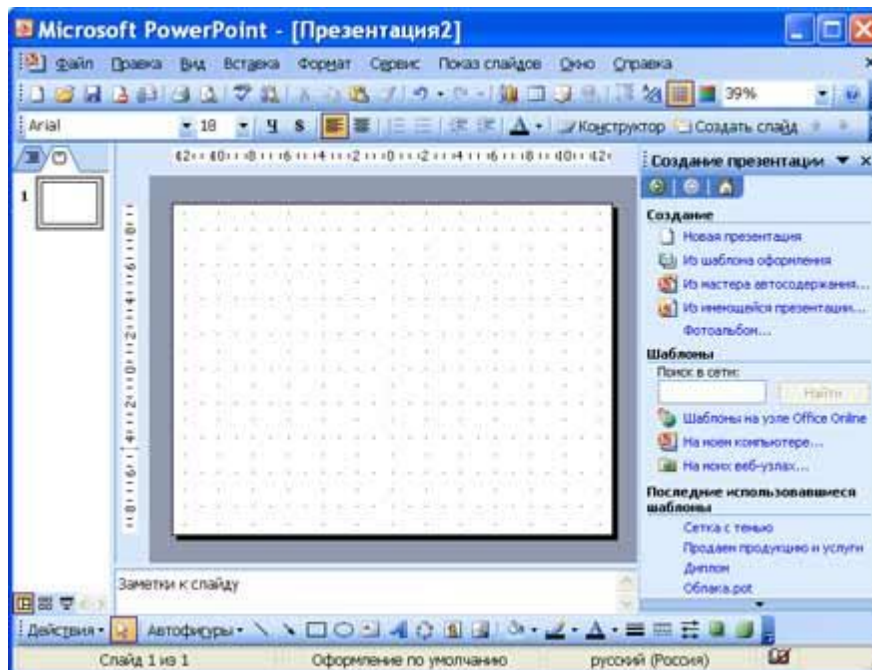 Microsoft PowerPoint - [Презентация2]
Файл Правка Вид Вставка Формат Сервис Показ слайдов Окно Справка
39%
Arial 18 Ч Конструктор Создать слайд
Создание презентации
1
Создание
Новая презентация
Из шаблона оформления
Из мастера автосодержания...
Из имеющейся презентации...
Фотоальбом...
Шаблоны
Поиск в сети:
Найти
Шаблоны на узле Office Online
На моем компьютере...
На моих веб-узлах...
Последние использовавшиеся
шаблоны
Сетка с тенью
Продаем продукцию и услуги
Диплом
Облака.pot
Заметки к слайду
Действия Автофигуры
Слайд 1 из 1 Оформление по умолчанию русский (Россия)